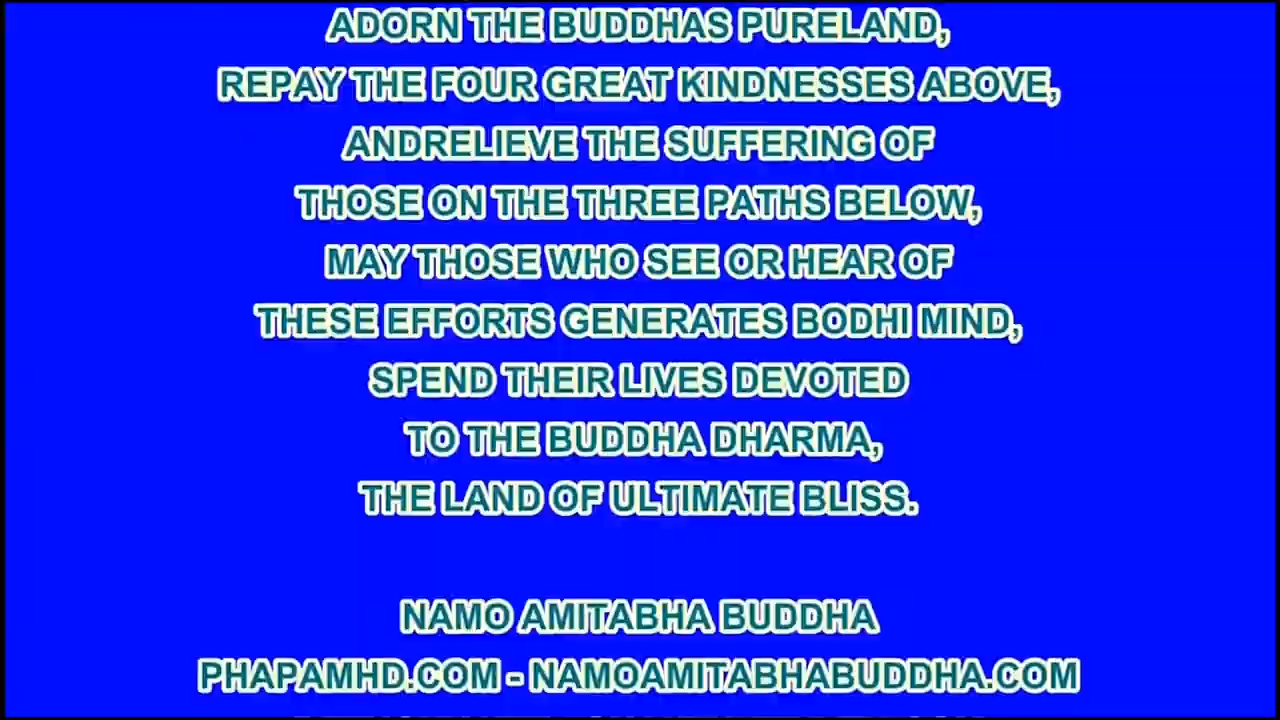 ADORN THE BUDDHAS PURELAND,
REPAY THE FOUR GREAT KINDNESSES ABOVE,
ANDRELIEVE THE SUFFERING OF
THOSE ON THE THREE PATHS BELOW,
MAY THOSE WHO SEE OR HEAR OF
THESE EFFORTS GENERATES BODHI MIND,
SPEND THEIR LIVES DEVOTED
TO THE BUDDHA DHARMA,
THE LAND OF ULTIMATE BLISS.
NAMO AMITABHA BUDDHA
PHAPAMHD.COM - NAMOAMITABHABUDDHA.COM